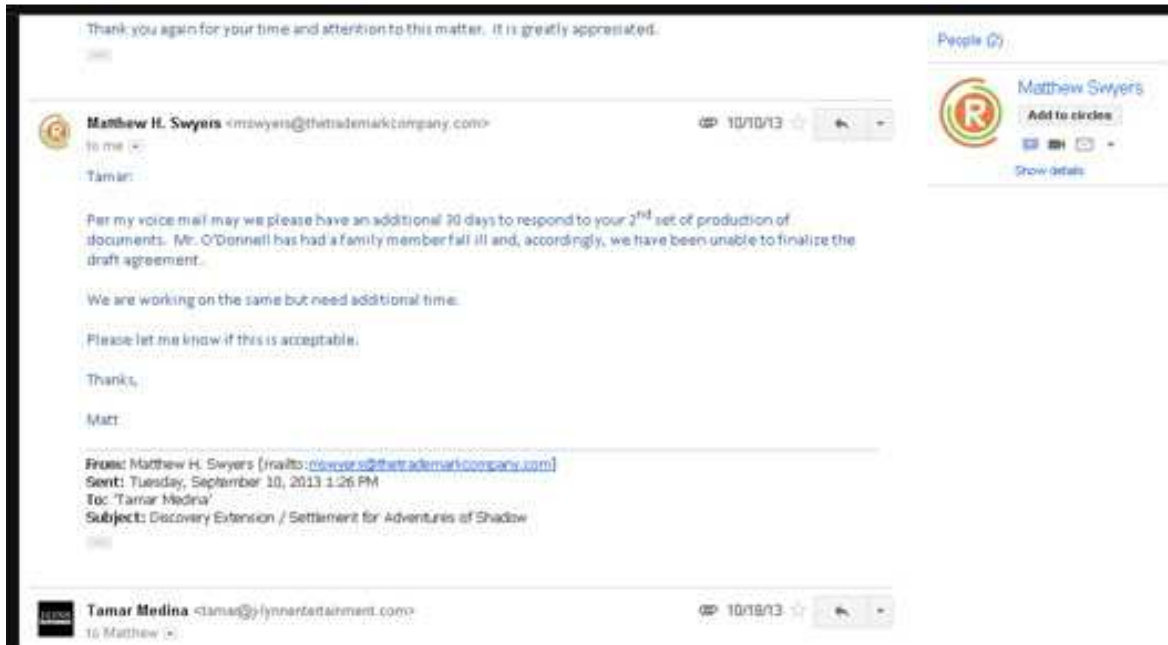 Thank you again for your time and attention to this matter. It is greatly appreciated.
People (2)
Matthew Swyers
Add to circles
Show details
Matthew H. Swyers <mswyers@thetrademarkcompany.com> 10/10/13
to me
Tamar:
Per my voice mail may we please have an additional 30 days to respond to your 2nd set of production of
documents. Mr. O'Donnell has had a family member fall ill and, accordingly, we have been unable to finalize the
draft agreement.
We are working on the same but need additional time.
Please let me know if this is acceptable.
Thanks,
Matt
From: Matthew H. Swyers [mailto:mswyers@thetrademarkcompany.com]
Sent: Tuesday, September 10, 2013 1:26 PM
To: 'Tamar Medina'
Subject: Discovery Extension / Settlement for Adventures of Shadow
Tamar Medina 10/18/13
to Matthew